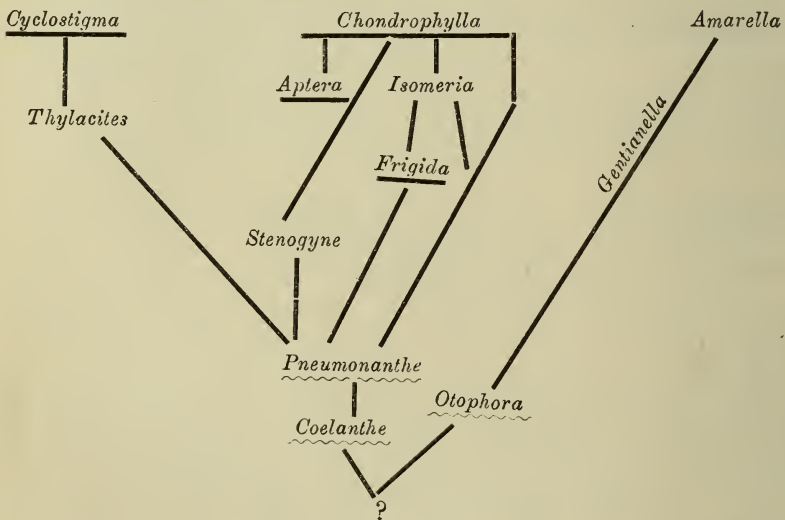 Cyclostigma
Chondrophylla
Amarella
Aptera
Isomeria
Thylacites
Gentianella
Frigida
Stenogyne
Pneumonanthe
Otophora
Coelanthe
?